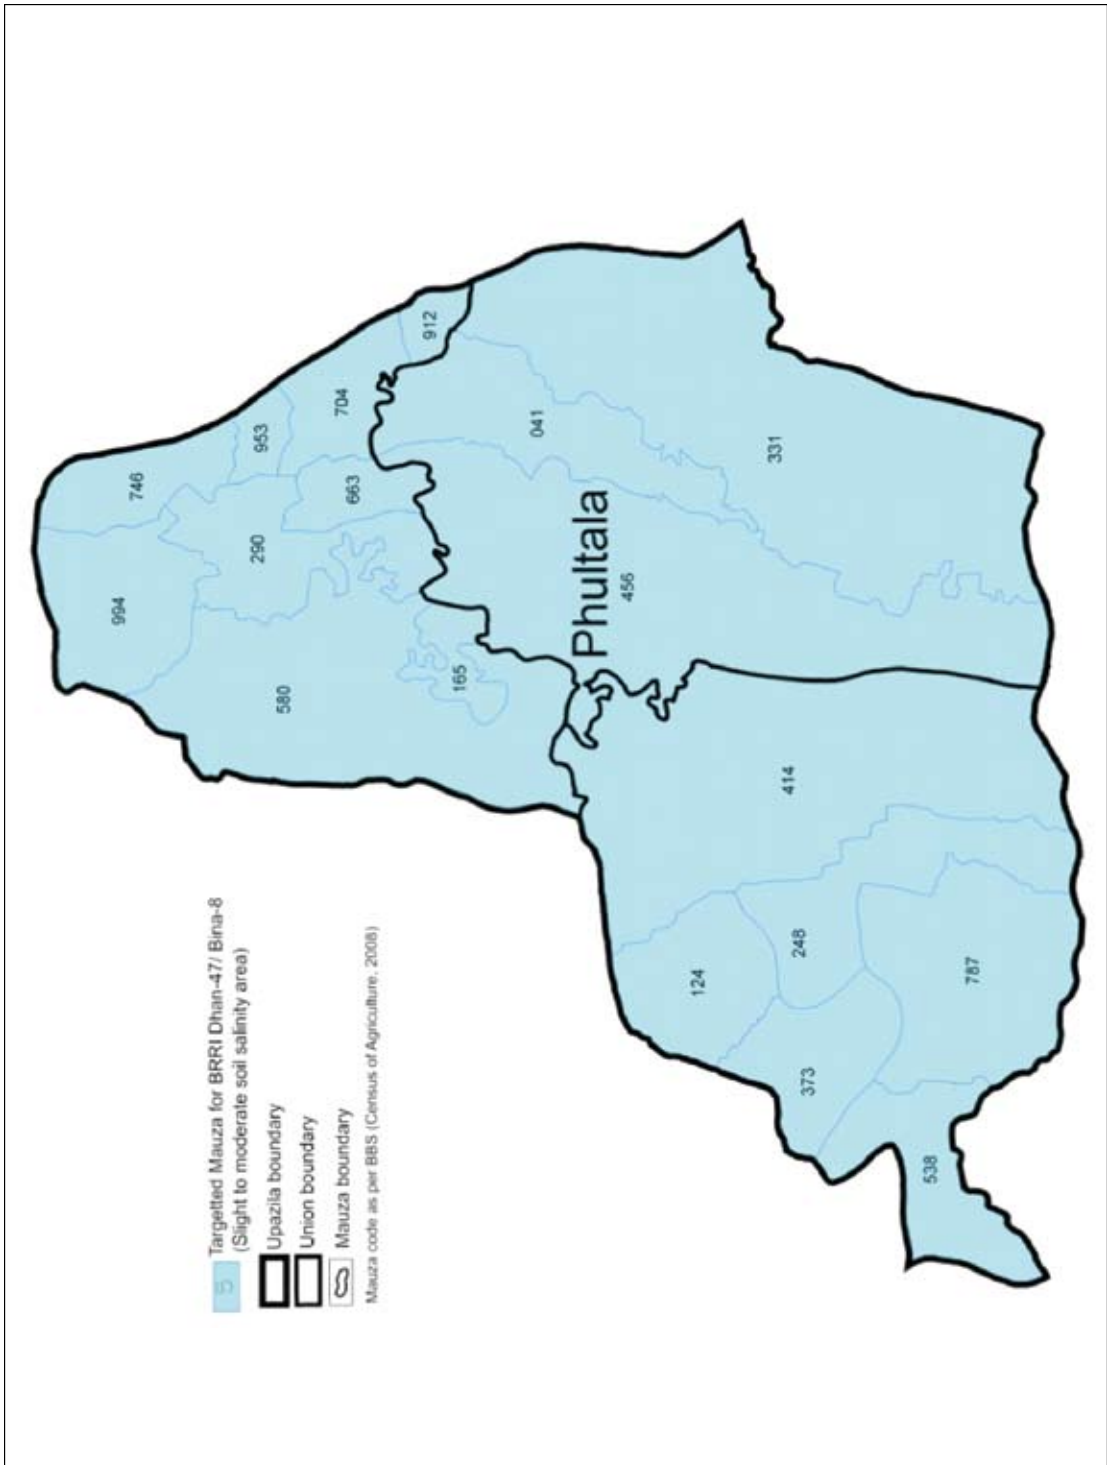 994
746
290
953
580
704
663
912
165
041
Phultala
456
124
331
414
248
373
538
787
Targetted Mauza for BRRI Dhan-47/ Bina-8
(Slight to moderate soil salinity area)
Upazila boundary
Union boundary
Mauza boundary
Mauza code as per BBS (Census of Agriculture, 2008)